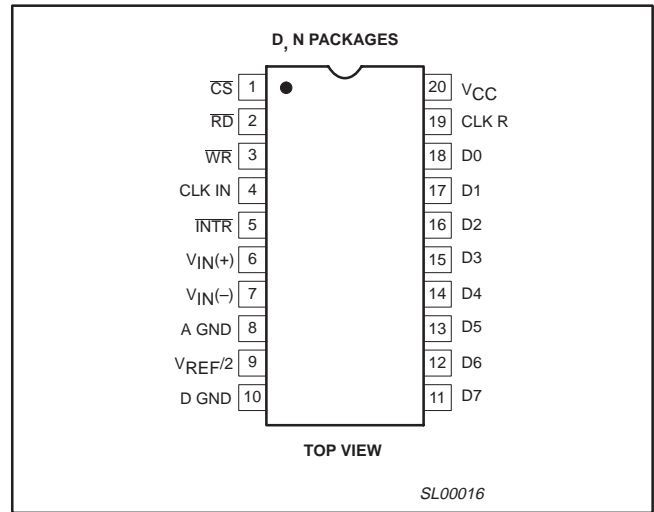 D, N PACKAGES
CS 1 20 VCC
RD 2 19 CLK R
WR 3 18 D0
CLK IN 4 17 D1
INTR 5 16 D2
VIN(+) 6 15 D3
VIN(–) 7 14 D4
A GND 8 13 D5
VREF/2 9 12 D6
D GND 10 11 D7
TOP VIEW
SL00016